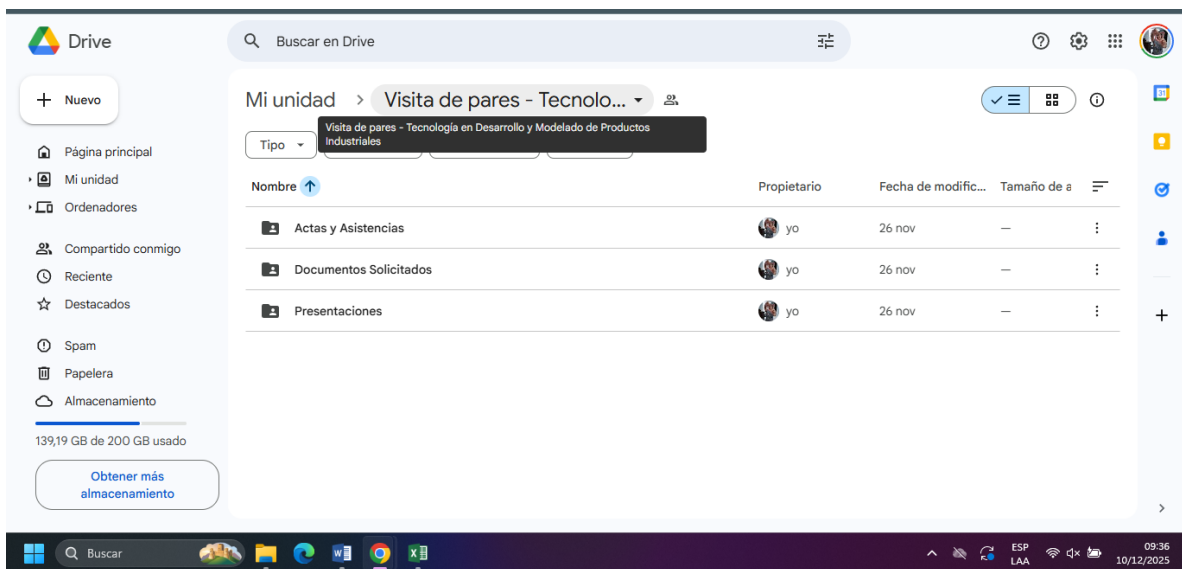 Drive
Buscar en Drive
Nuevo
Mi unidad > Visita de pares - Tecnolo...
Visita de pares - Tecnología en Desarrollo y Modelado de Productos
Industriales
Tipo
Página principal
Mi unidad
Ordenadores
Compartido conmigo
Reciente
Destacados
Spam
Papelera
Almacenamiento
139,19 GB de 200 GB usado
Obtener más
almacenamiento
Nombre Propietario Fecha de modific... Tamaño de a
Actas y Asistencias yo 26 nov —
Documentos Solicitados yo 26 nov —
Presentaciones yo 26 nov —
31
Buscar
ESP
LAA
09:36
10/12/2025